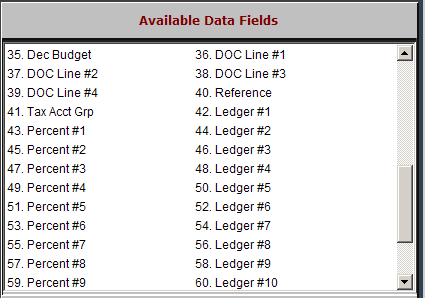 Available Data Fields
35. Dec Budget 36. DOC Line #1
37. DOC Line #2 38. DOC Line #3
39. DOC Line #4 40. Reference
41. Tax Acct Grp 42. Ledger #1
43. Percent #1 44. Ledger #2
45. Percent #2 46. Ledger #3
47. Percent #3 48. Ledger #4
49. Percent #4 50. Ledger #5
51. Percent #5 52. Ledger #6
53. Percent #6 54. Ledger #7
55. Percent #7 56. Ledger #8
57. Percent #8 58. Ledger #9
59. Percent #9 60. Ledger #10